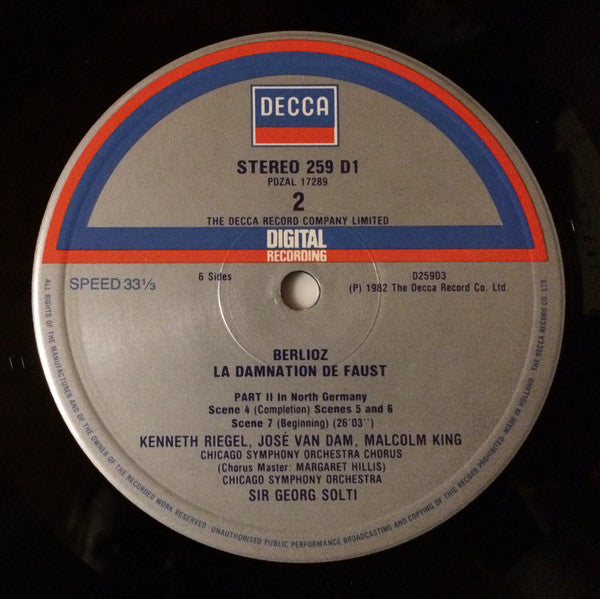 DECCA
STEREO 259 D1
PDZAL 17289
2
THE DECCA RECORD COMPANY LIMITED
DIGITAL
RECORDING
SPEED 33⅓
6 Sides
D259D3
(P) 1982 The Decca Record Co. Ltd.
BERLIOZ
LA DAMNATION DE FAUST
PART II In North Germany
Scene 4 (Completion) Scenes 5 and 6
Scene 7 (Beginning) (26'03'')
KENNETH RIEGEL, JOSÉ VAN DAM, MALCOLM KING
CHICAGO SYMPHONY ORCHESTRA CHORUS
(Chorus Master: MARGARET HILLIS)
CHICAGO SYMPHONY ORCHESTRA
SIR GEORG SOLTI
ALL RIGHTS OF THE MANUFACTURER AND OF THE OWNER OF THE RECORDED WORK RESERVED · UNAUTHORISED PUBLIC PERFORMANCE BROADCASTING AND COPYING OF THIS RECORD PROHIBITED · MADE IN HOLLAND · THE DECCA RECORD CO. LTD.